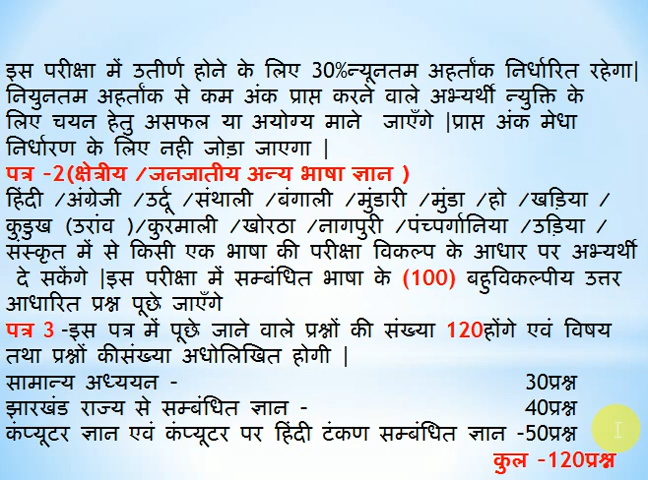 इस परीक्षा में उतीर्ण होने के लिए 30%न्यूनतम अहर्तांक निर्धारित रहेगा|
नियुनतम अहर्तांक से कम अंक प्राप्त करने वाले अभ्यर्थी न्युक्ति के
लिए चयन हेतु असफल या अयोग्य माने जाएँगे |प्राप्त अंक मेधा
निर्धारण के लिए नही जोड़ा जाएगा |
पत्र -2(क्षेत्रीय /जनजातीय अन्य भाषा ज्ञान )
हिंदी /अंग्रेजी /उर्दू /संथाली /बंगाली /मुंडारी /मुंडा /हो /खड़िया /
कुडुख (उरांव )/कुरमाली /खोरठा /नागपुरी /पंच्पर्गानिया /उड़िया /
संस्कृत में से किसी एक भाषा की परीक्षा विकल्प के आधार पर अभ्यर्थी
दे सकेंगे |इस परीक्षा में सम्बंधित भाषा के (100) बहुविकल्पीय उत्तर
आधारित प्रश्न पूछे जाएँगे
पत्र 3 -इस पत्र में पूछे जाने वाले प्रश्नों की संख्या 120होंगे एवं विषय
तथा प्रश्नों कीसंख्या अधोलिखित होगी |
सामान्य अध्ययन - 30प्रश्न
झारखंड राज्य से सम्बंधित ज्ञान - 40प्रश्न
कंप्यूटर ज्ञान एवं कंप्यूटर पर हिंदी टंकण सम्बंधित ज्ञान -50प्रश्न
कुल -120प्रश्न